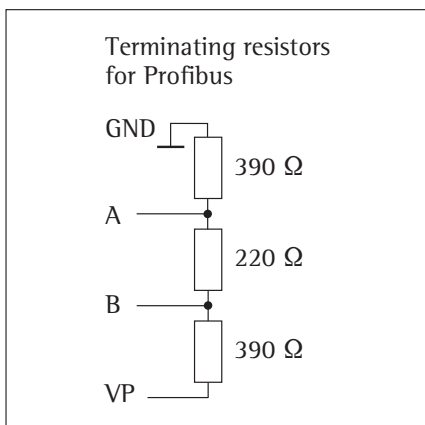 Terminating resistors
for Profibus
GND
390 Ω
A
220 Ω
B
390 Ω
VP